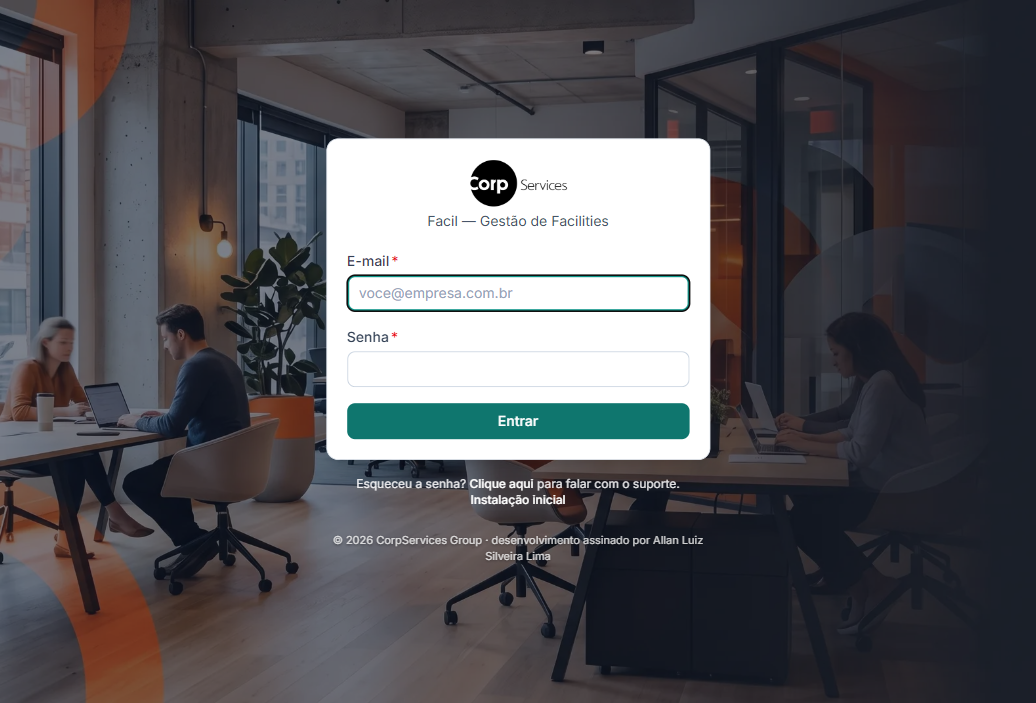 Corp Services
Facil — Gestão de Facilities
E-mail *
voce@empresa.com.br
Senha *
Entrar
Esqueceu a senha? Clique aqui para falar com o suporte.
Instalação inicial
© 2026 CorpServices Group · desenvolvimento assinado por Allan Luiz
Silveira Lima